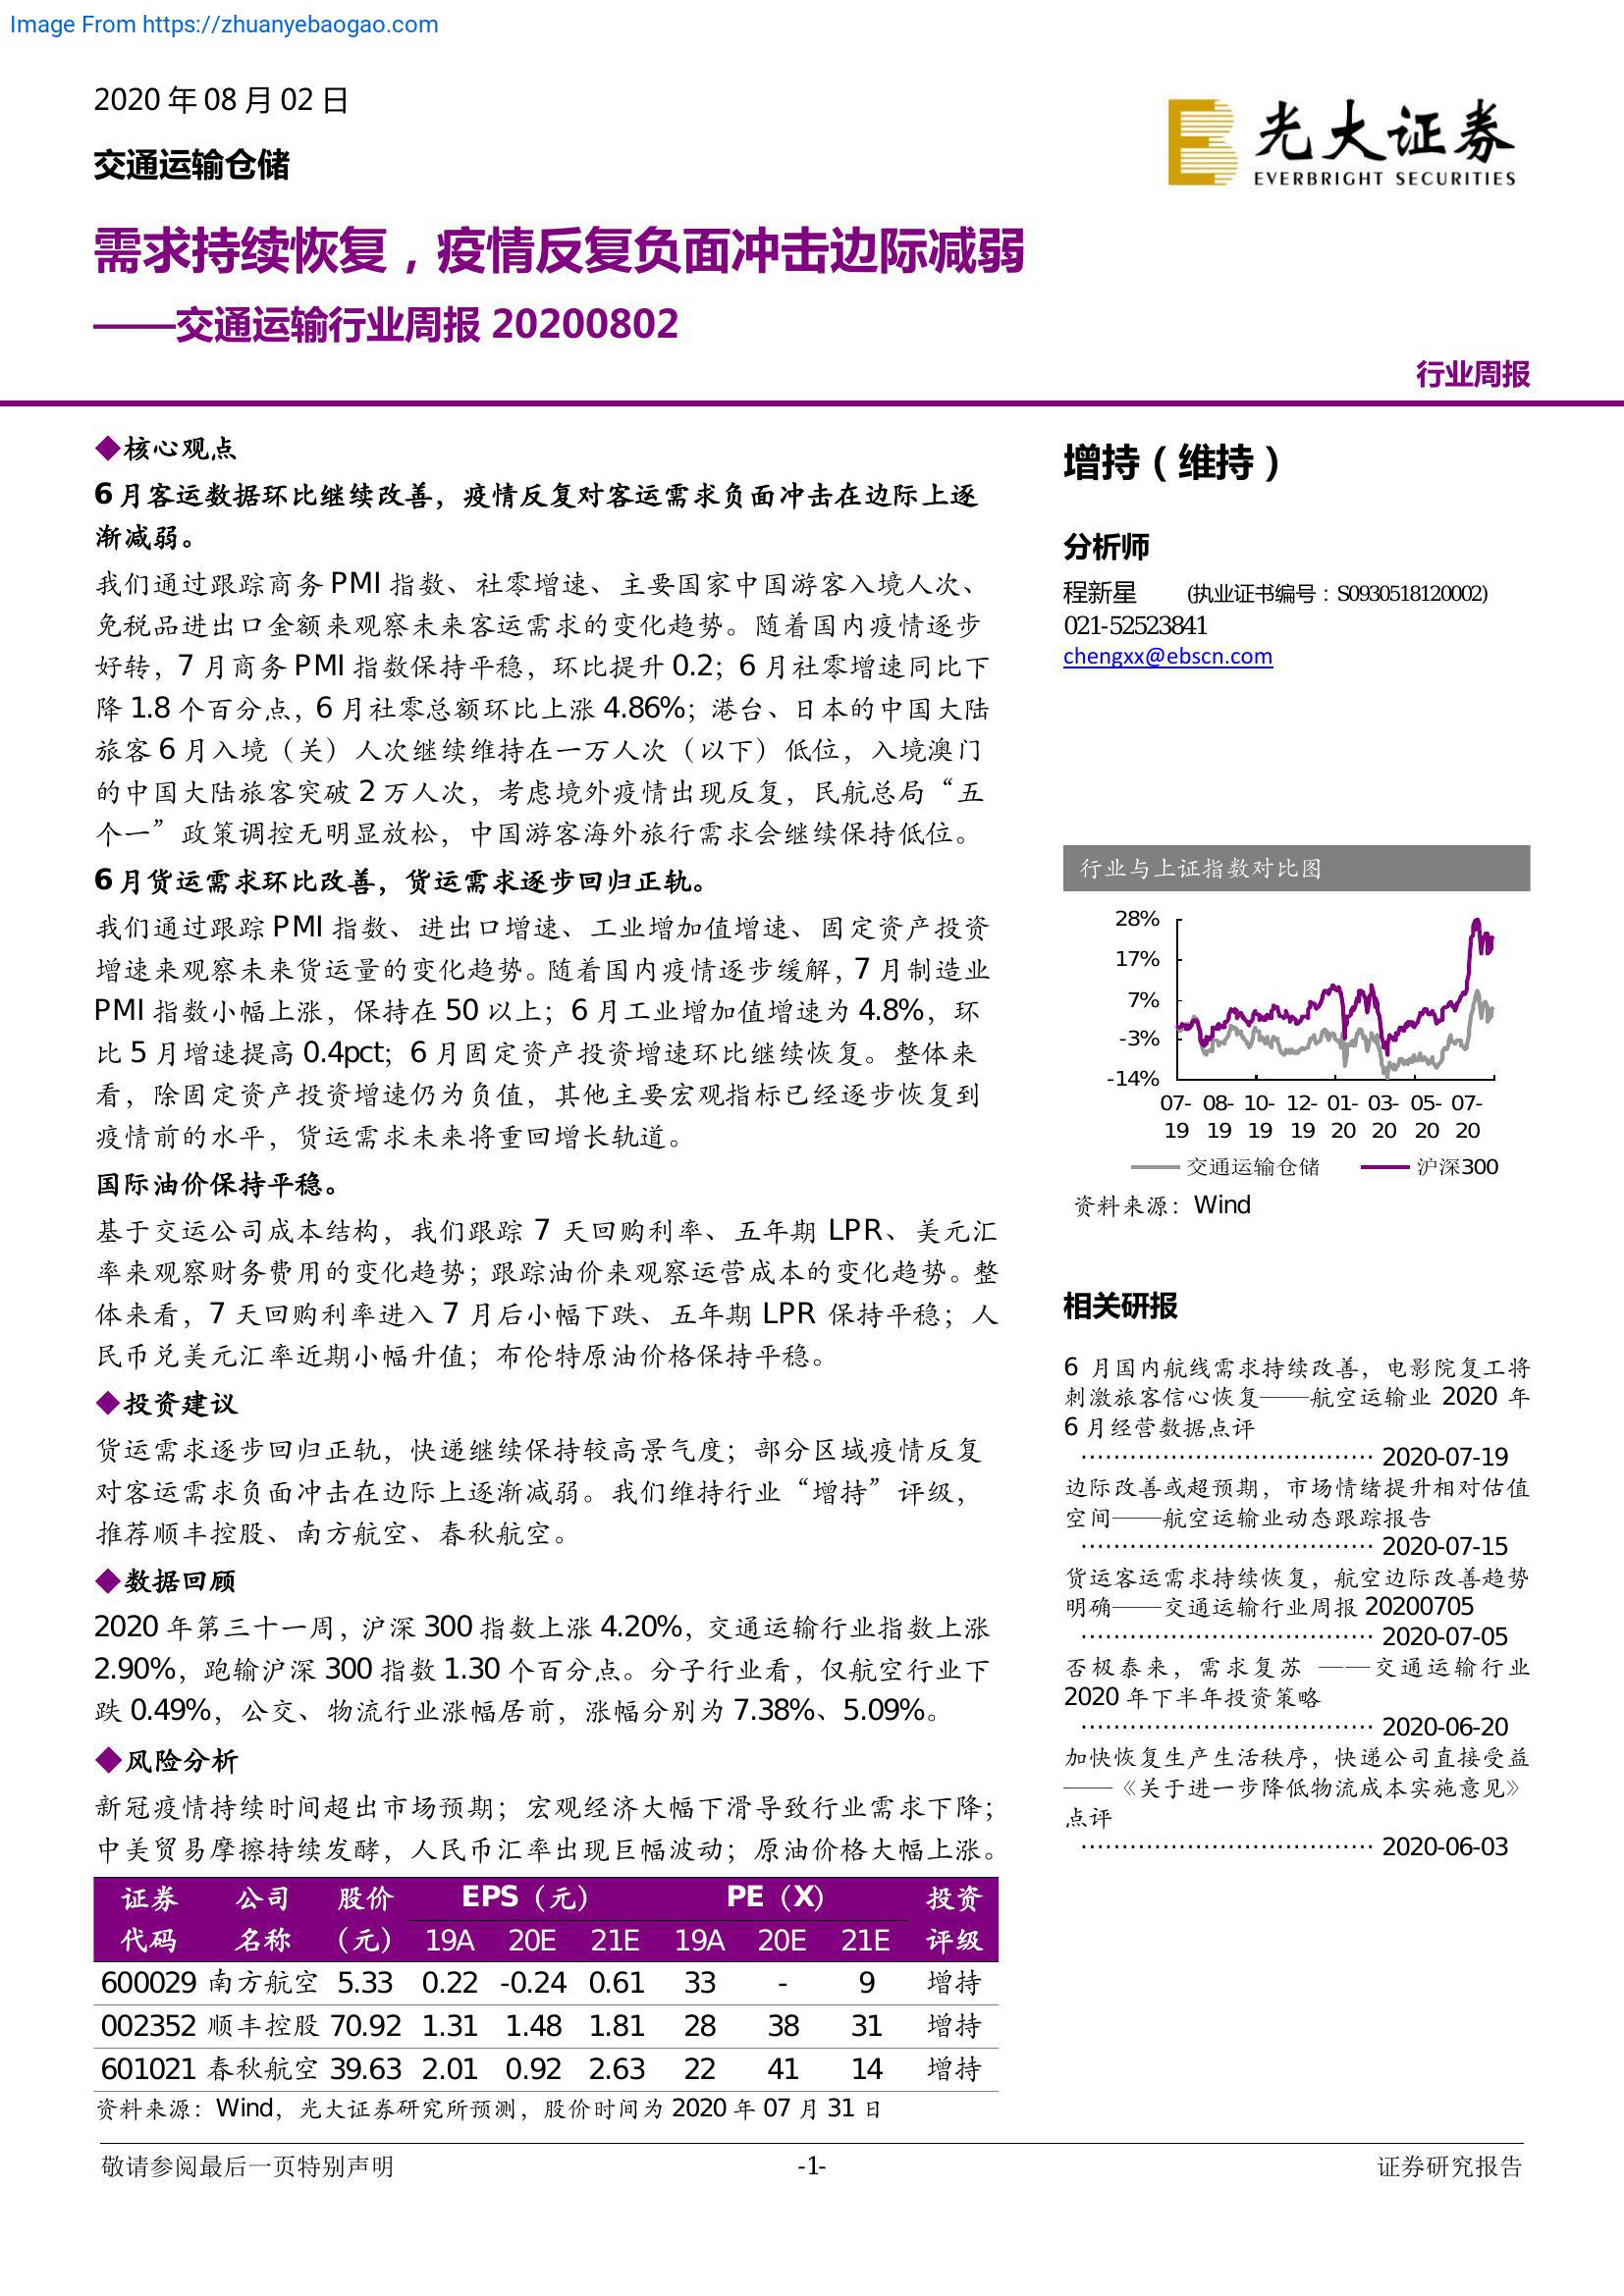 Image From https://zhuanyebaogao.com
2020 年 08 月 02 日
交通运输仓储
光大证券
EVERBRIGHT SECURITIES
需求持续恢复，疫情反复负面冲击边际减弱
——交通运输行业周报 20200802
行业周报
◆核心观点
6 月客运数据环比继续改善，疫情反复对客运需求负面冲击在边际上逐
渐减弱。
我们通过跟踪商务 PMI 指数、社零增速、主要国家中国游客入境人次、
免税品进出口金额来观察未来客运需求的变化趋势。随着国内疫情逐步
好转，7 月商务 PMI 指数保持平稳，环比提升 0.2；6 月社零增速同比下
降 1.8 个百分点，6 月社零总额环比上涨 4.86%；港台、日本的中国大陆
旅客 6 月入境（关）人次继续维持在一万人次（以下）低位，入境澳门
的中国大陆旅客突破 2 万人次，考虑境外疫情出现反复，民航总局“五
个一”政策调控无明显放松，中国游客海外旅行需求会继续保持低位。
6 月货运需求环比改善，货运需求逐步回归正轨。
我们通过跟踪 PMI 指数、进出口增速、工业增加值增速、固定资产投资
增速来观察未来货运量的变化趋势。随着国内疫情逐步缓解，7 月制造业
PMI 指数小幅上涨，保持在 50 以上；6 月工业增加值增速为 4.8%，环
比 5 月增速提高 0.4pct；6 月固定资产投资增速环比继续恢复。整体来
看，除固定资产投资增速仍为负值，其他主要宏观指标已经逐步恢复到
疫情前的水平，货运需求未来将重回增长轨道。
国际油价保持平稳。
基于交运公司成本结构，我们跟踪 7 天回购利率、五年期 LPR、美元汇
率来观察财务费用的变化趋势；跟踪油价来观察运营成本的变化趋势。整
体来看，7 天回购利率进入 7 月后小幅下跌、五年期 LPR 保持平稳；人
民币兑美元汇率近期小幅升值；布伦特原油价格保持平稳。
◆投资建议
货运需求逐步回归正轨，快递继续保持较高景气度；部分区域疫情反复
对客运需求负面冲击在边际上逐渐减弱。我们维持行业“增持”评级，
推荐顺丰控股、南方航空、春秋航空。
◆数据回顾
2020 年第三十一周，沪深 300 指数上涨 4.20%，交通运输行业指数上涨
2.90%，跑输沪深 300 指数 1.30 个百分点。分子行业看，仅航空行业下
跌 0.49%，公交、物流行业涨幅居前，涨幅分别为 7.38%、5.09%。
◆风险分析
新冠疫情持续时间超出市场预期；宏观经济大幅下滑导致行业需求下降；
中美贸易摩擦持续发酵，人民币汇率出现巨幅波动；原油价格大幅上涨。
证券 公司 股价 EPS（元） PE（X） 投资
代码 名称 （元） 19A 20E 21E 19A 20E 21E 评级
600029 南方航空 5.33 0.22 -0.24 0.61 33 - 9 增持
002352 顺丰控股 70.92 1.31 1.48 1.81 28 38 31 增持
601021 春秋航空 39.63 2.01 0.92 2.63 22 41 14 增持
资料来源：Wind，光大证券研究所预测，股价时间为 2020 年 07 月 31 日
增持（维持）
分析师
程新星 (执业证书编号：S0930518120002)
021-52523841
chengxx@ebscn.com
行业与上证指数对比图
28%
17%
7%
-3%
-14%
07- 08- 10- 12- 01- 03- 05- 07-
19 19 19 19 20 20 20 20
交通运输仓储 沪深300
资料来源：Wind
相关研报
6 月国内航线需求持续改善，电影院复工将
刺激旅客信心恢复——航空运输业 2020 年
6 月经营数据点评
···································· 2020-07-19
边际改善或超预期，市场情绪提升相对估值
空间——航空运输业动态跟踪报告
···································· 2020-07-15
货运客运需求持续恢复，航空边际改善趋势
明确——交通运输行业周报 20200705
···································· 2020-07-05
否极泰来，需求复苏 ——交通运输行业
2020 年下半年投资策略
···································· 2020-06-20
加快恢复生产生活秩序，快递公司直接受益
——《关于进一步降低物流成本实施意见》
点评
···································· 2020-06-03
敬请参阅最后一页特别声明 -1- 证券研究报告